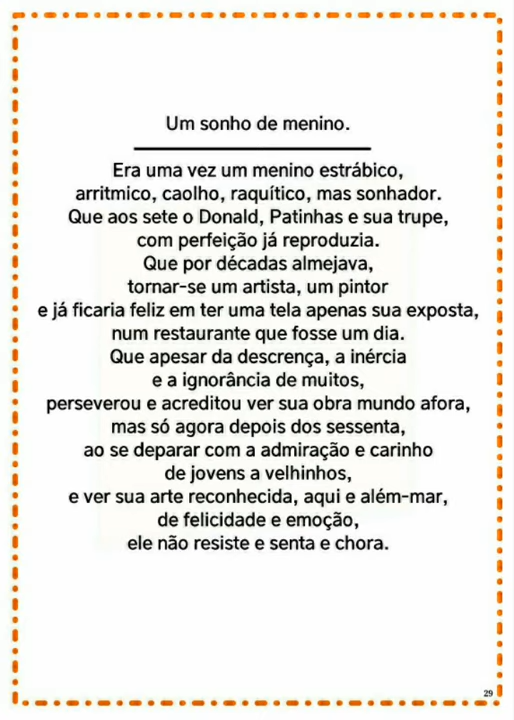 Um sonho de menino.
Era uma vez um menino estrábico,
arritmico, caolho, raquítico, mas sonhador.
Que aos sete o Donald, Patinhas e sua trupe,
com perfeição já reproduzia.
Que por décadas almejava,
tornar-se um artista, um pintor
e já ficaria feliz em ter uma tela apenas sua exposta,
num restaurante que fosse um dia.
Que apesar da descrença, a inércia
e a ignorância de muitos,
perseverou e acreditou ver sua obra mundo afora,
mas só agora depois dos sessenta,
ao se deparar com a admiração e carinho
de jovens a velhinhos,
e ver sua arte reconhecida, aqui e além-mar,
de felicidade e emoção,
ele não resiste e senta e chora.
29